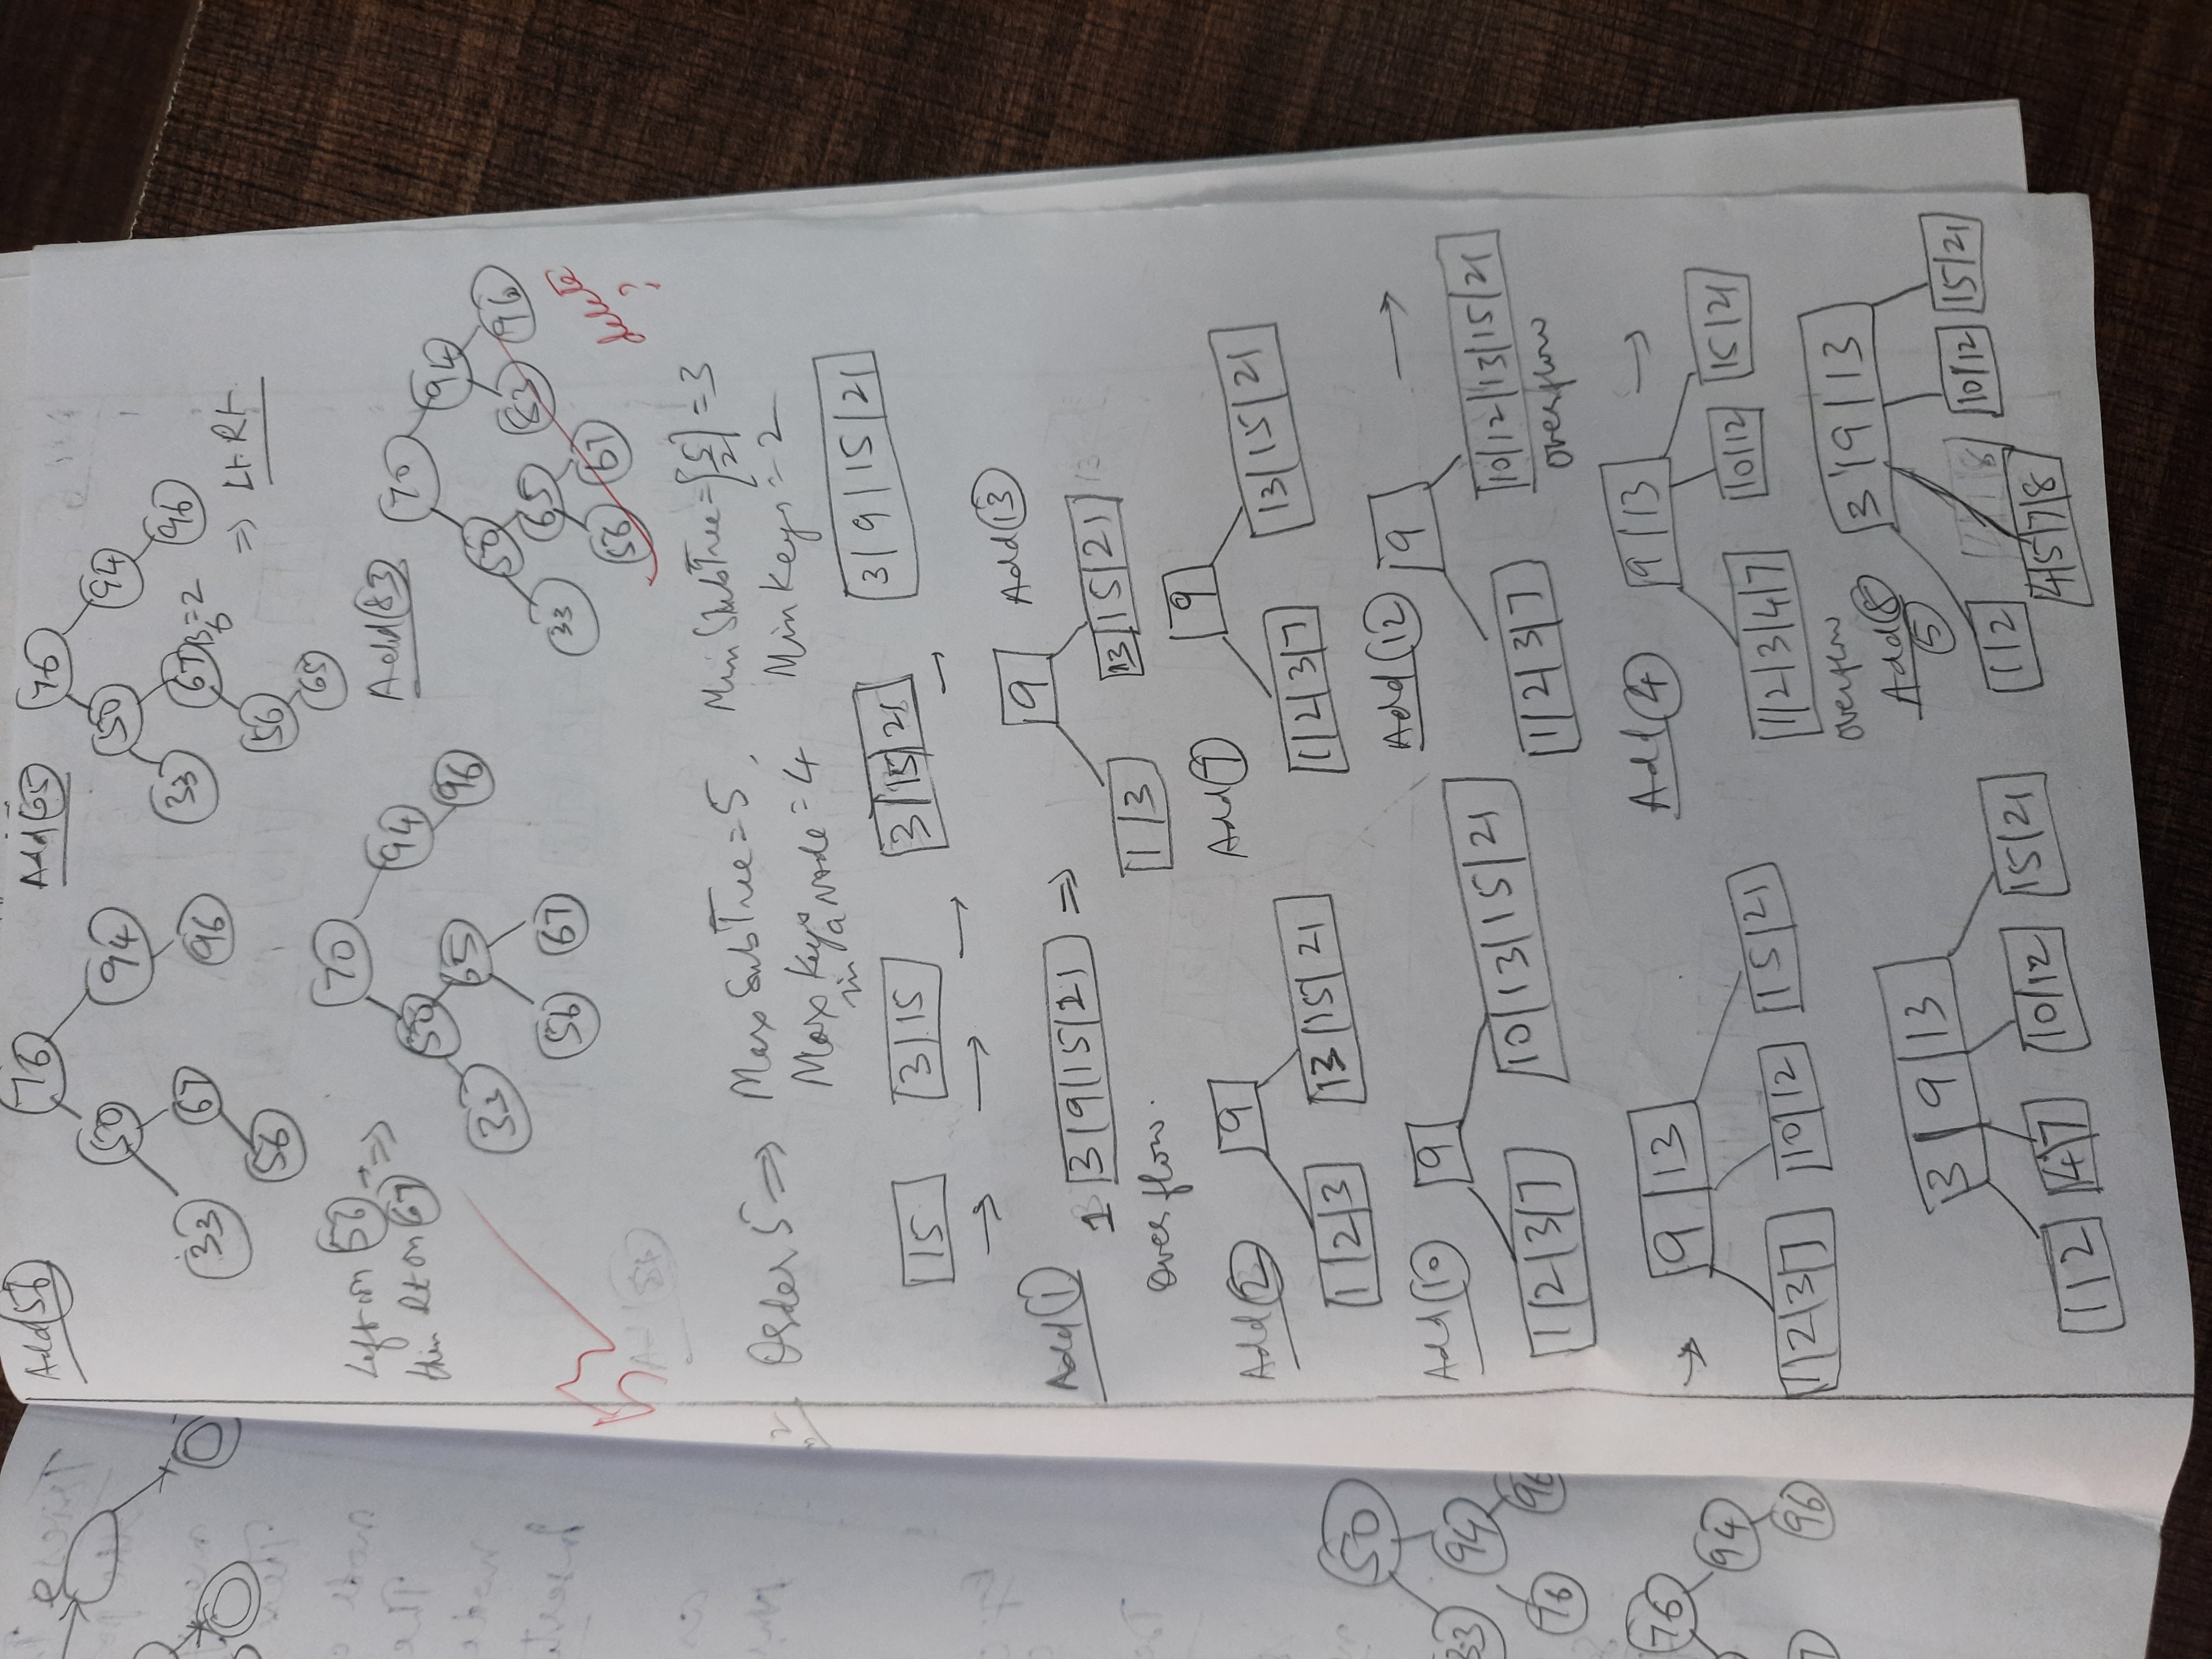 Add 56
76
50 94
33 67 96
56
Add 65
76
50 94
33 67 Bf=2 96
56
65
=> Lt Rt
Left on 56 =>
then Rt on 67
70
50 94
33 65 96
56 67
Add 83
70
50 94
33 65 83 96
56 67
delete
?
Order 5 => Max SubTree = 5, Min SubTree = ⌈5/2⌉ = 3
Max Keys in a Node = 4 Min Keys = 2
15 → 3|15 → 3|15|21 → 3|9|15|21
Add 1
1 3|9|15|21 =>
Overflow.
9 Add 13
1|3 13|15|21
Add 2
9
1|2|3 13|15|21
Add 7
9
1|2|3|7 13|15|21
Add 10
9
1|2|3|7 10|13|15|21
Add 12
9 →
1|2|3|7 10|12|13|15|21
overflow
→ 9|13
1|2|3|7 10|12 15|21
Add 4
9|13 →
1|2|3|4|7 10|12 15|21
overflow
3|9|13
1|2 4|7 10|12 15|21
Add 8
5
3|9|13
1|2 10|12 15|21
4|5|7|8
50
33 94
76 96
76
94
96